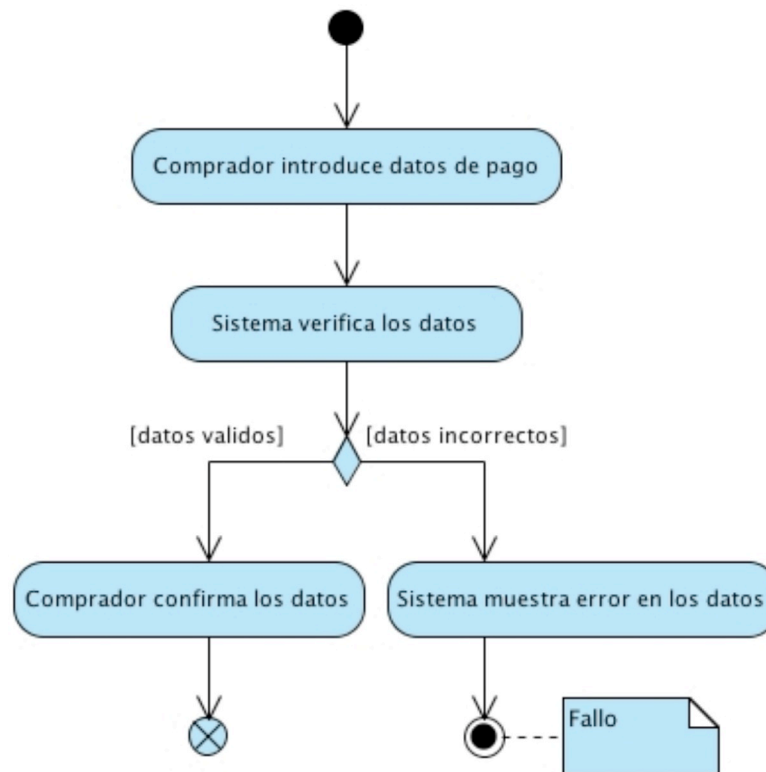 Comprador introduce datos de pago
Sistema verifica los datos
[datos validos]
[datos incorrectos]
Comprador confirma los datos
Sistema muestra error en los datos
Fallo